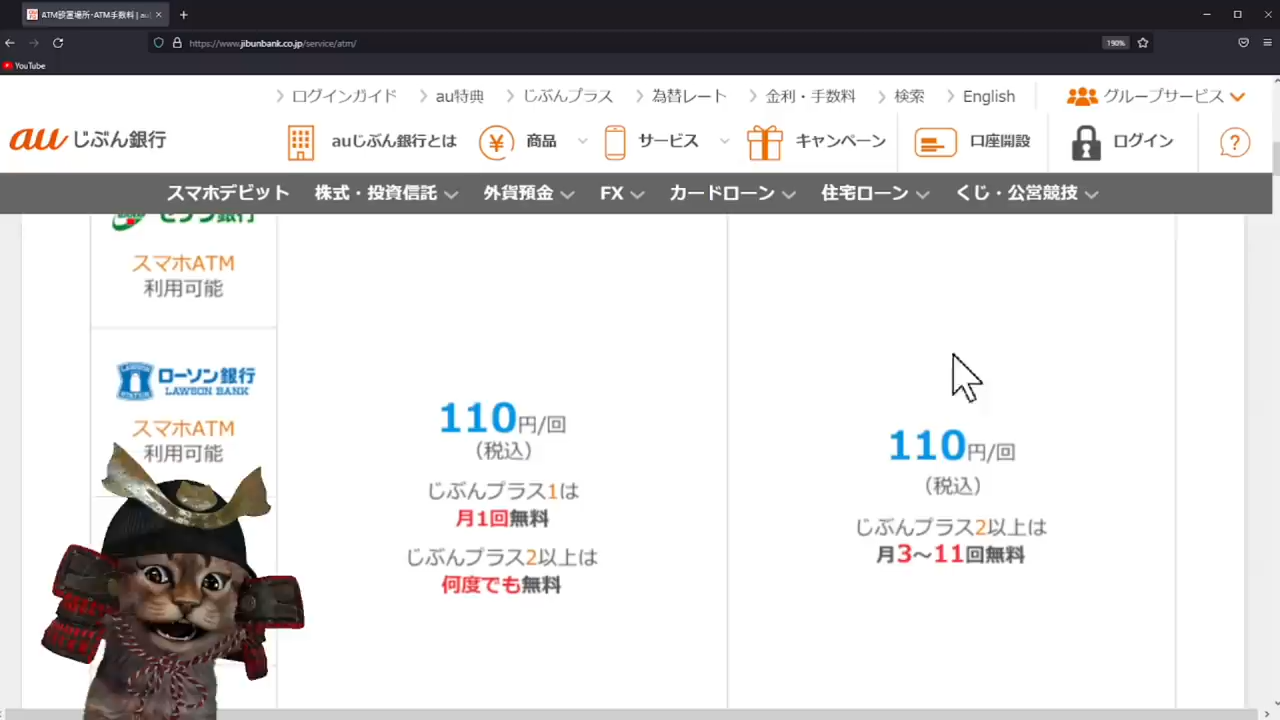 ATM設置場所・ATM手数料 | au
https://www.jibunbank.co.jp/service/atm/
190%
YouTube
ログインガイド
au特典
じぶんプラス
為替レート
金利・手数料
検索
English
グループサービス
au じぶん銀行
auじぶん銀行とは
商品
サービス
キャンペーン
口座開設
ログイン
?
スマホデビット
株式・投資信託
外貨預金
FX
カードローン
住宅ローン
くじ・公営競技
スマホATM
利用可能
ローソン銀行
LAWSON BANK
スマホATM
利用可能
110円/回
(税込)
じぶんプラス1は
月1回無料
じぶんプラス2以上は
何度でも無料
110円/回
(税込)
じぶんプラス2以上は
月3~11回無料